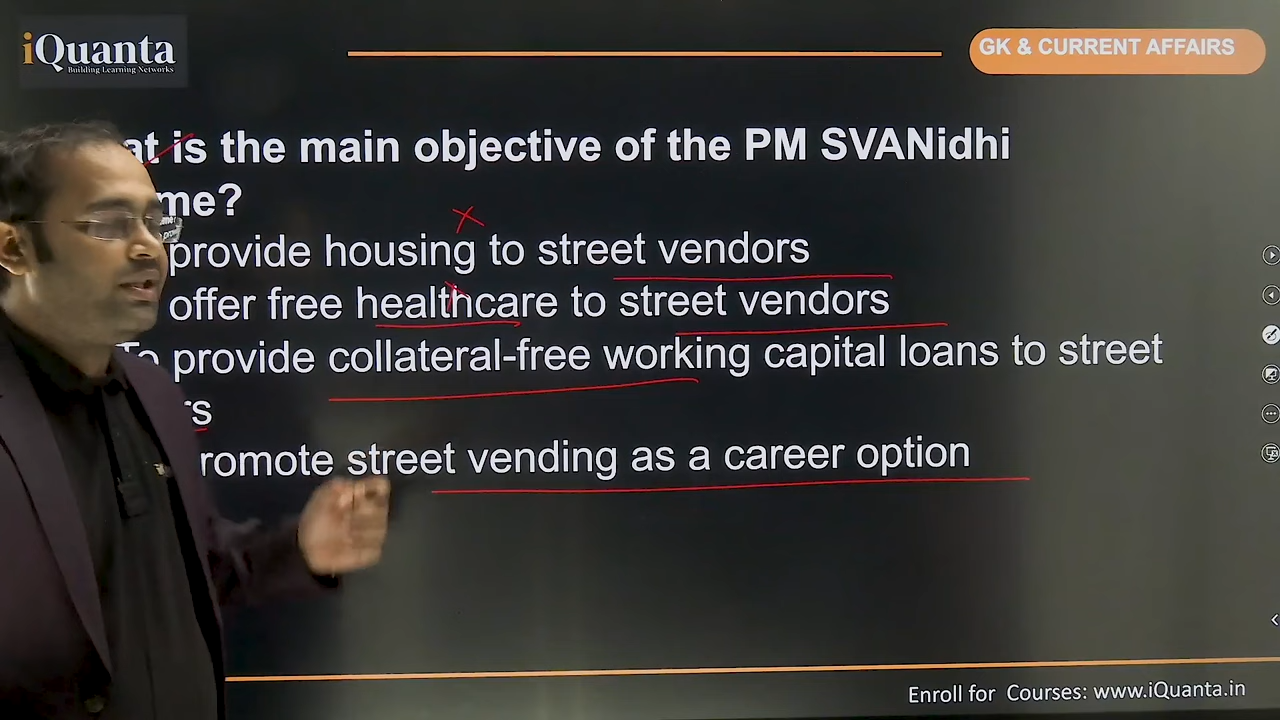 iQuanta
Building Learning Networks
GK & CURRENT AFFAIRS
at is the main objective of the PM SVANidhi
me?
provide housing to street vendors
offer free healthcare to street vendors
To provide collateral-free working capital loans to street
rs
romote street vending as a career option
Enroll for Courses: www.iQuanta.in